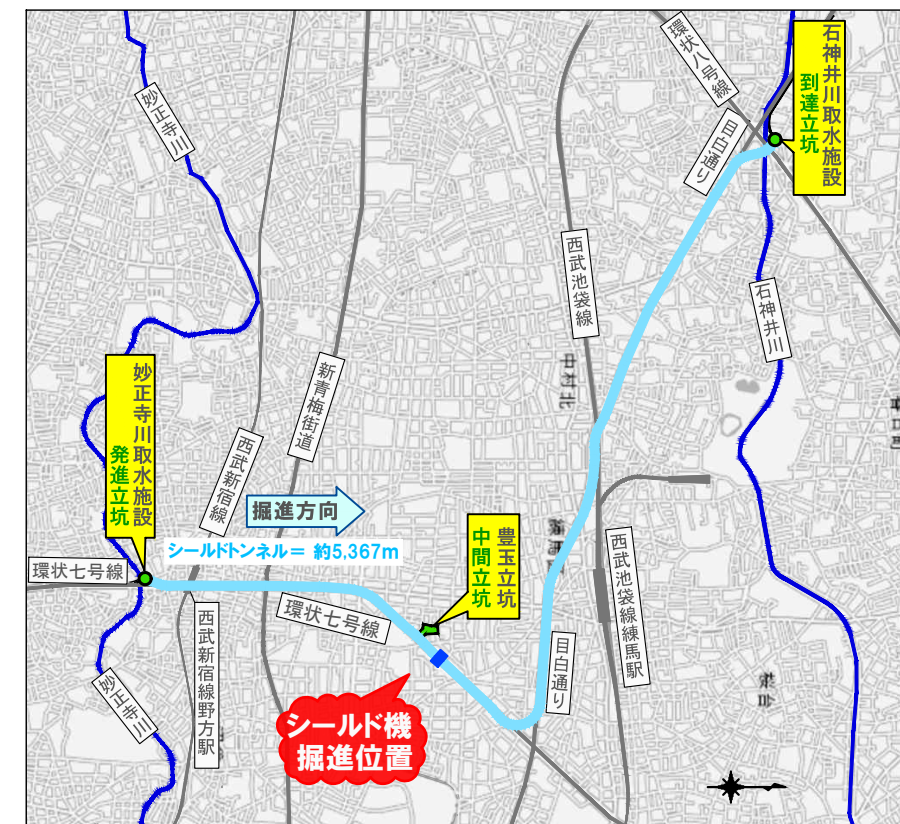 環状八号線
石神井川取水施設
到達立坑
目白通り
妙正寺川
西武池袋線
石神井川
新青梅街道
中村北
妙正寺川取水施設
発進立坑
西武新宿線
掘進方向
豊玉立坑
中間立坑
シールドトンネル＝ 約5,367m
環状七号線
環状七号線
西武新宿線野方駅
目白通り
西武池袋線練馬駅
妙正寺川
シールド機
掘進位置